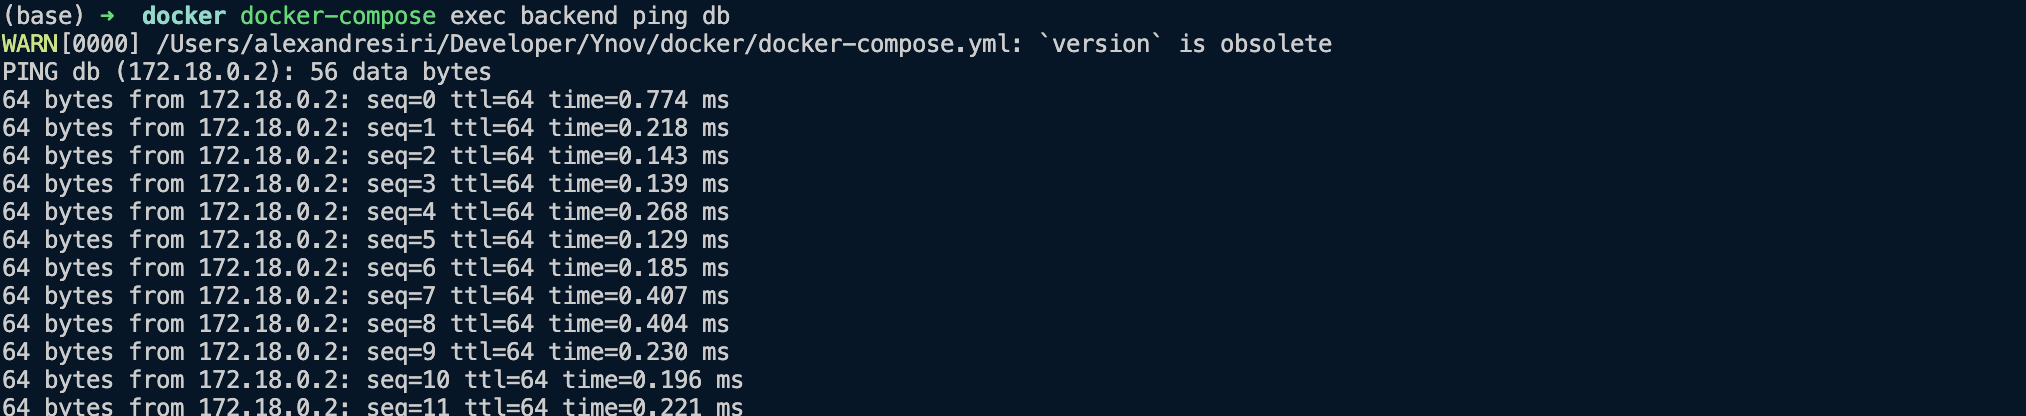 (base) ➜  docker docker-compose exec backend ping db
WARN[0000] /Users/alexandresiri/Developer/Ynov/docker/docker-compose.yml: `version` is obsolete
PING db (172.18.0.2): 56 data bytes
64 bytes from 172.18.0.2: seq=0 ttl=64 time=0.774 ms
64 bytes from 172.18.0.2: seq=1 ttl=64 time=0.218 ms
64 bytes from 172.18.0.2: seq=2 ttl=64 time=0.143 ms
64 bytes from 172.18.0.2: seq=3 ttl=64 time=0.139 ms
64 bytes from 172.18.0.2: seq=4 ttl=64 time=0.268 ms
64 bytes from 172.18.0.2: seq=5 ttl=64 time=0.129 ms
64 bytes from 172.18.0.2: seq=6 ttl=64 time=0.185 ms
64 bytes from 172.18.0.2: seq=7 ttl=64 time=0.407 ms
64 bytes from 172.18.0.2: seq=8 ttl=64 time=0.404 ms
64 bytes from 172.18.0.2: seq=9 ttl=64 time=0.230 ms
64 bytes from 172.18.0.2: seq=10 ttl=64 time=0.196 ms
64 bytes from 172.18.0.2: seq=11 ttl=64 time=0.221 ms